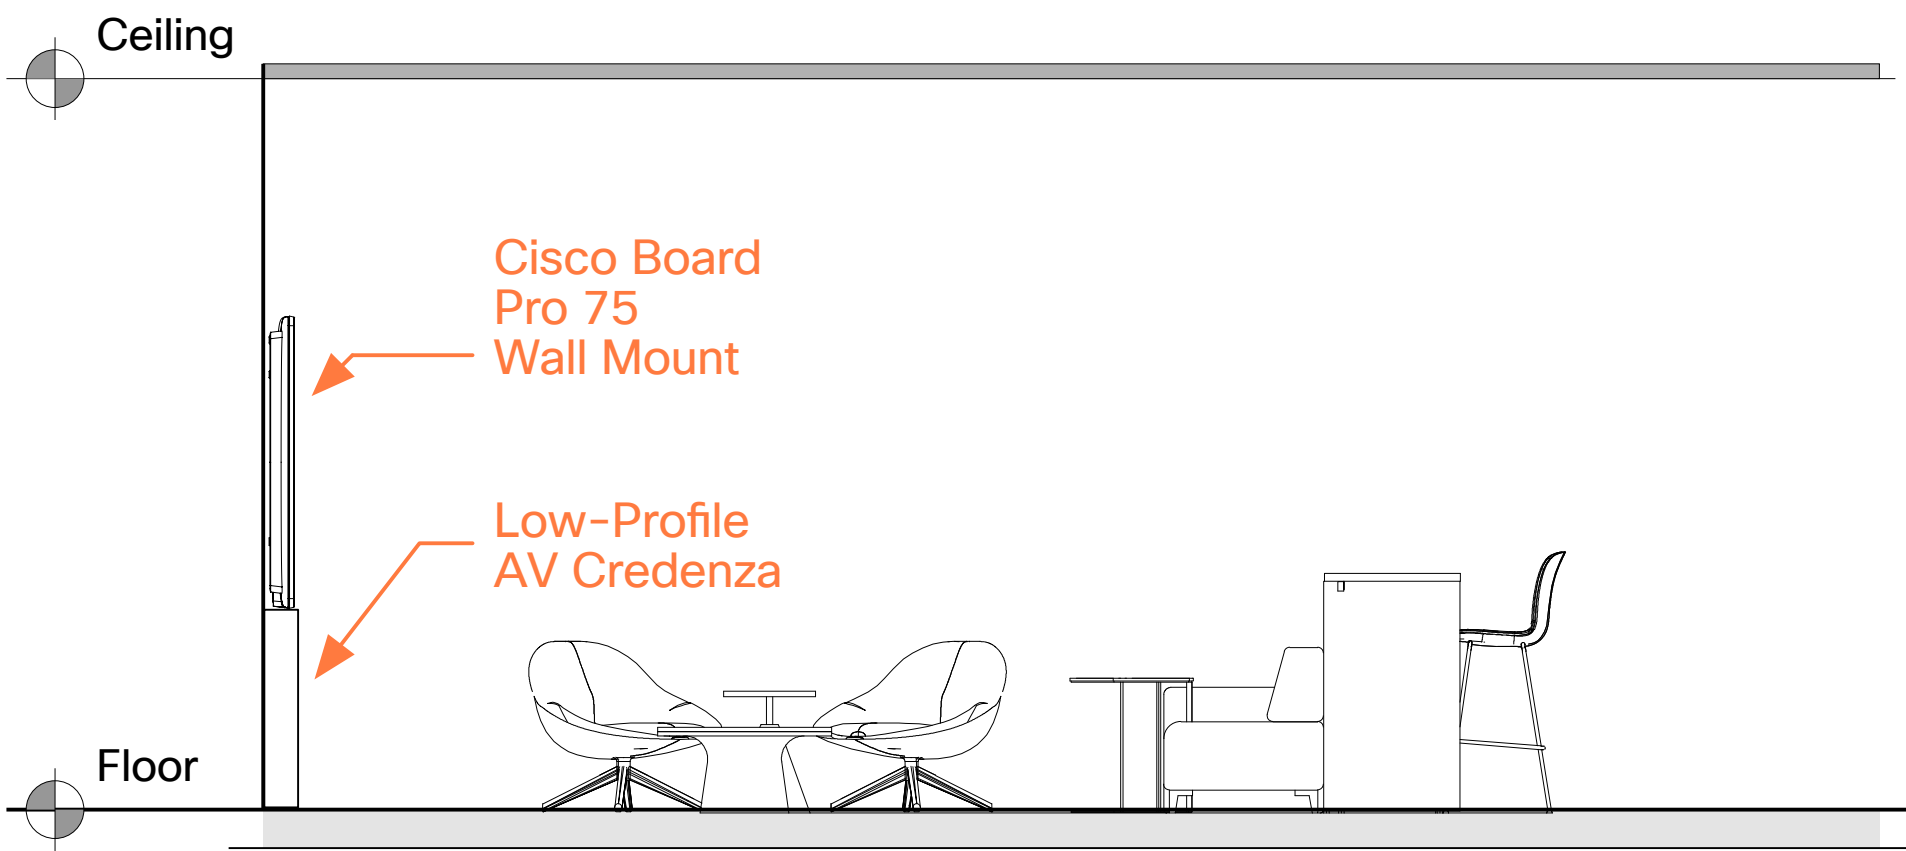 Ceiling
Cisco Board
Pro 75
Wall Mount
Low-Profile
AV Credenza
Floor